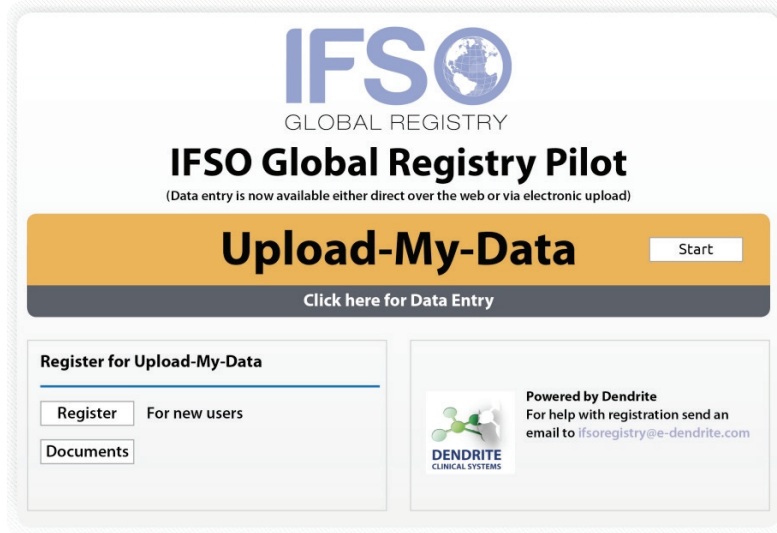 IFSO
GLOBAL REGISTRY
IFSO Global Registry Pilot
(Data entry is now available either direct over the web or via electronic upload)
Upload-My-Data
Start
Click here for Data Entry
Register for Upload-My-Data
Register
For new users
Documents
DENDRITE
CLINICAL SYSTEMS
Powered by Dendrite
For help with registration send an
email to ifsoregistry@e-dendrite.com